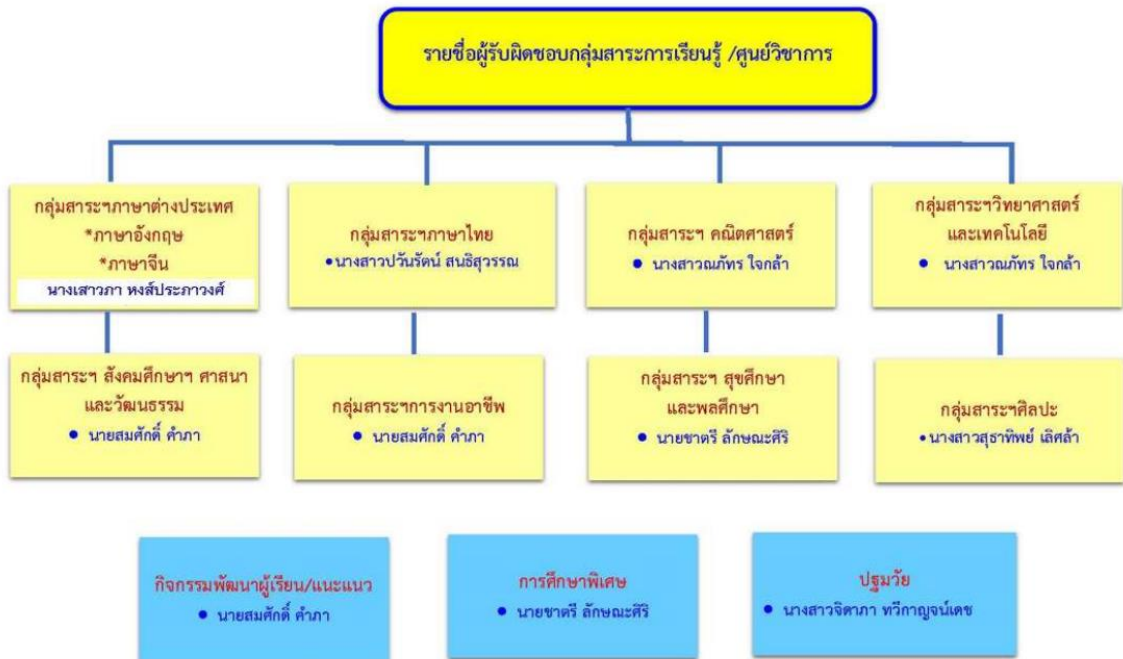 รายชื่อผู้รับผิดชอบกลุ่มสาระการเรียนรู้ /ศูนย์วิชาการ
กลุ่มสาระฯภาษาต่างประเทศ
*ภาษาอังกฤษ
*ภาษาจีน
นางเสาวภา หงส์ประภาวงศ์
กลุ่มสาระฯภาษาไทย
•นางสาวปวันรัตน์ สนธิสุวรรณ
กลุ่มสาระฯ คณิตศาสตร์
● นางสาวณภัทร ใจกล้า
กลุ่มสาระฯวิทยาศาสตร์
และเทคโนโลยี
● นางสาวณภัทร ใจกล้า
กลุ่มสาระฯ สังคมศึกษาฯ ศาสนา
และวัฒนธรรม
● นายสมศักดิ์ คำภา
กลุ่มสาระฯการงานอาชีพ
● นายสมศักดิ์ คำภา
กลุ่มสาระฯ สุขศึกษา
และพลศึกษา
● นายชาตรี ลักษณะศิริ
กลุ่มสาระฯศิลปะ
•นางสาวสุธาทิพย์ เลิศล้า
กิจกรรมพัฒนาผู้เรียน/แนะแนว
● นายสมศักดิ์ คำภา
การศึกษาพิเศษ
● นายชาตรี ลักษณะศิริ
ปฐมวัย
● นางสาวจิดาภา ทวีกาญจน์เดช